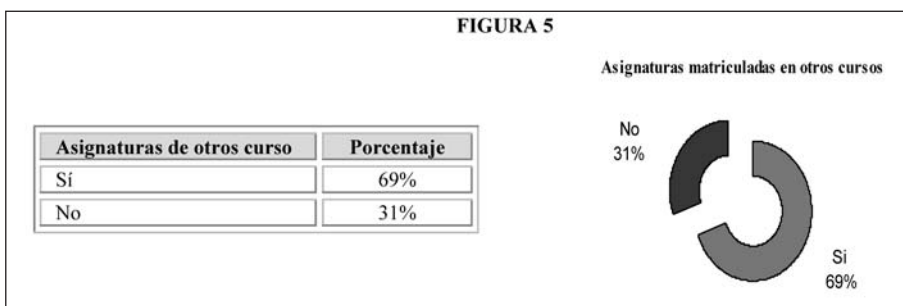 FIGURA 5
Asignaturas matriculadas en otros cursos
Asignaturas de otros curso Porcentaje
Sí 69%
No 31%
No
31%
Si
69%